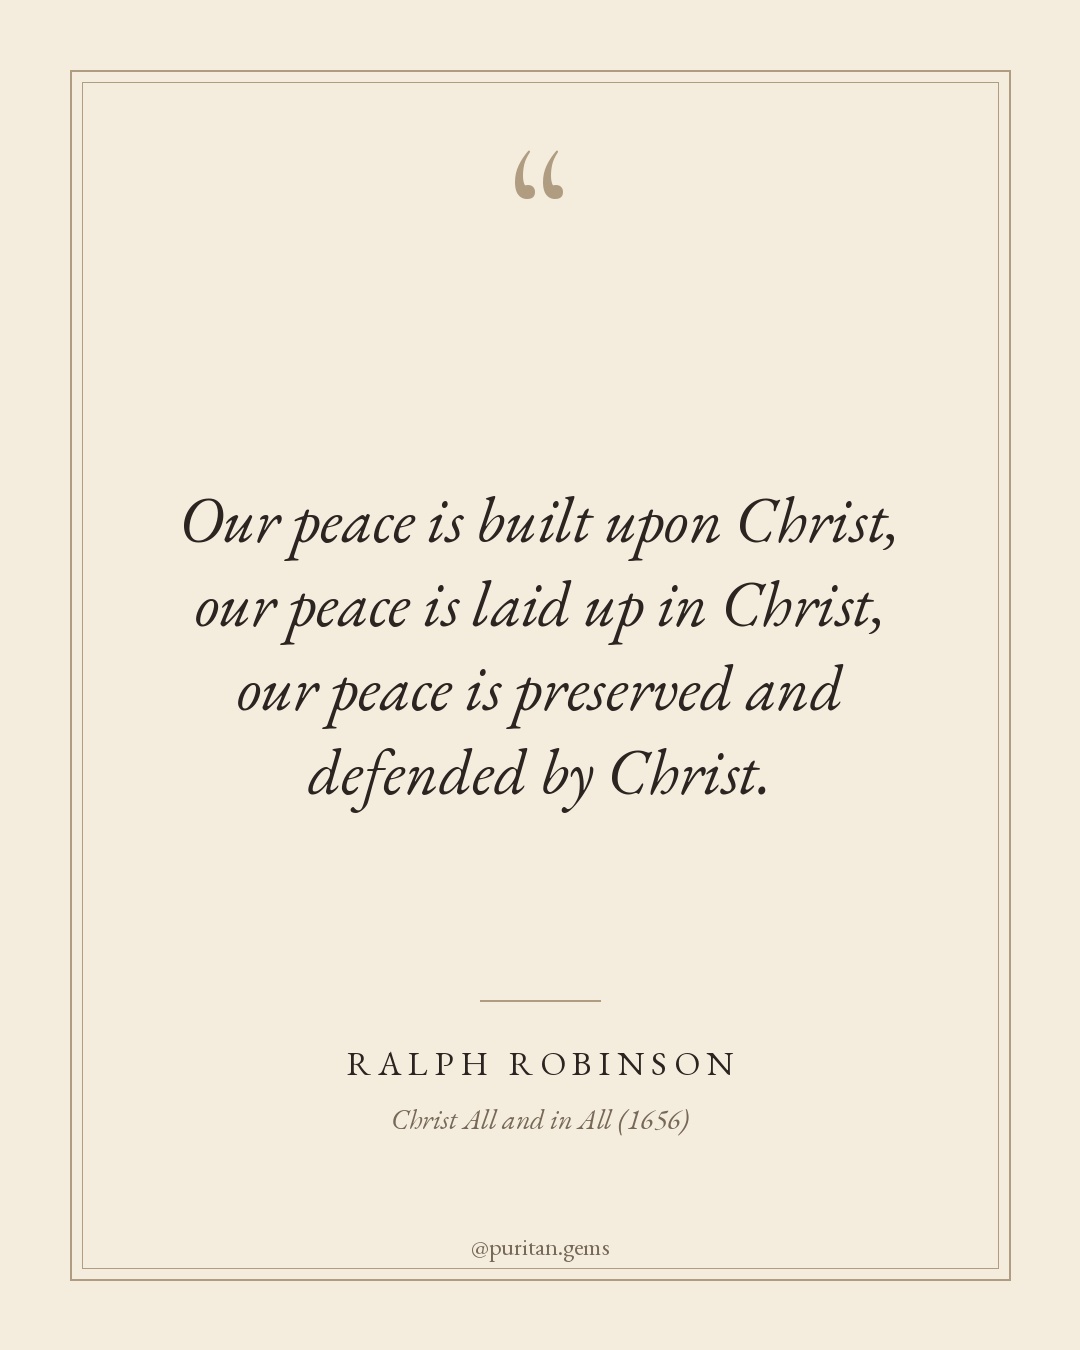 “
Our peace is built upon Christ,
our peace is laid up in Christ,
our peace is preserved and
defended by Christ.
RALPH ROBINSON
Christ All and in All (1656)
@puritan.gems